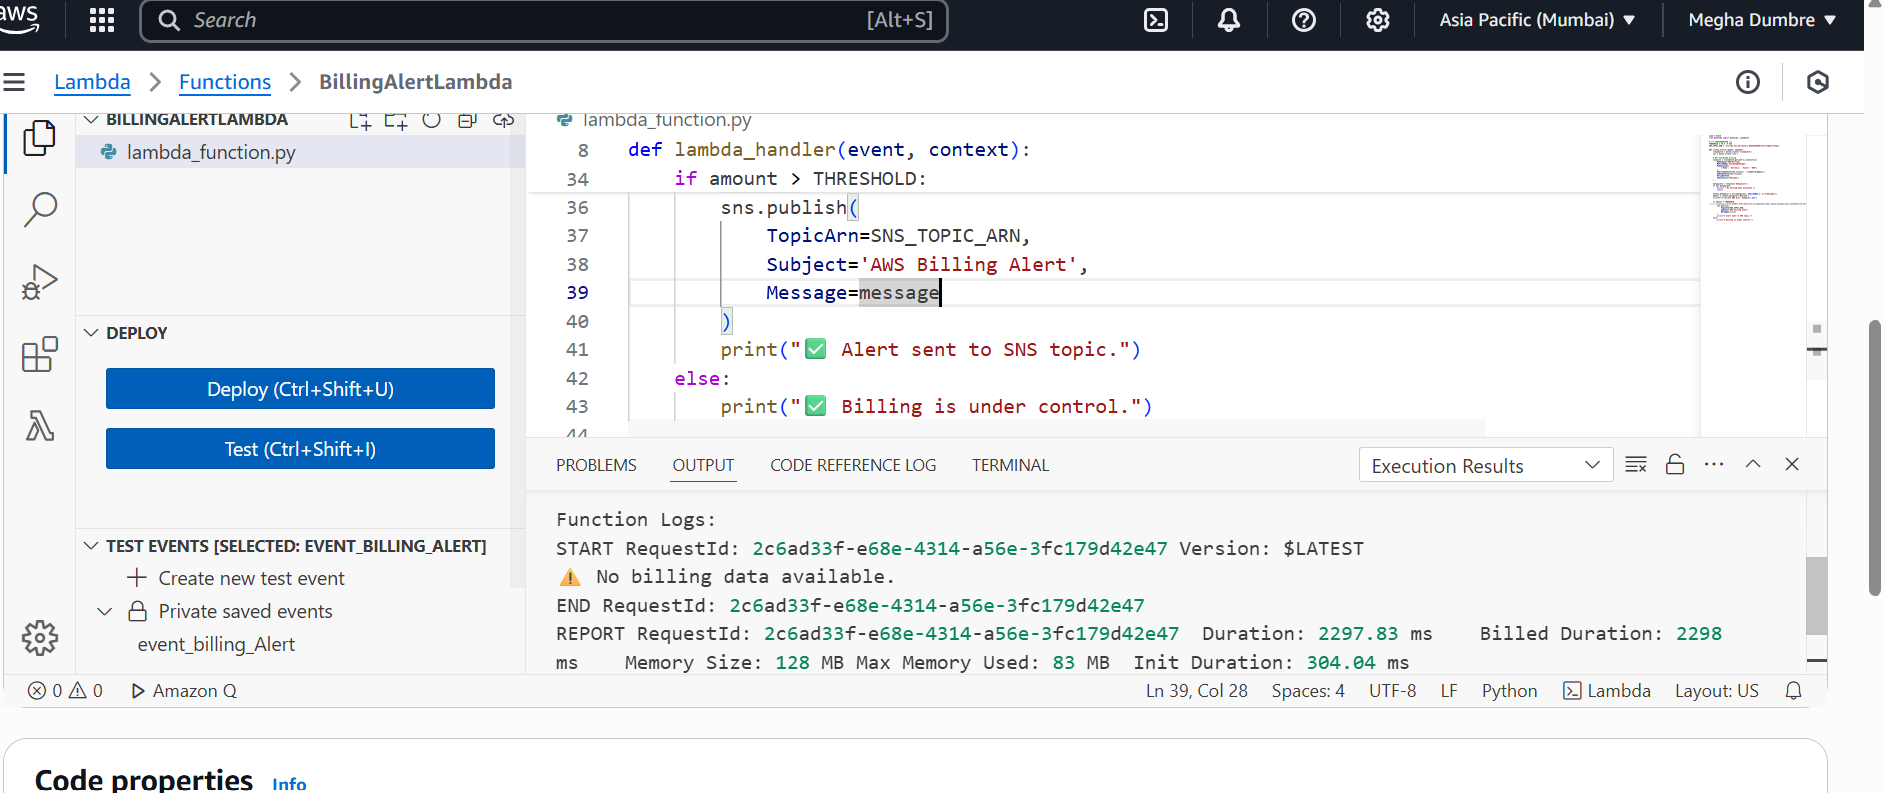 aws
Search
[Alt+S]
Asia Pacific (Mumbai) ▼
Megha Dumbre ▼
Lambda > Functions > BillingAlertLambda
BILLINGALERTLAMBDA
lambda_function.py
DEPLOY
Deploy (Ctrl+Shift+U)
Test (Ctrl+Shift+I)
TEST EVENTS [SELECTED: EVENT_BILLING_ALERT]
Create new test event
Private saved events
event_billing_Alert
lambda_function.py
8 def lambda_handler(event, context):
34 if amount > THRESHOLD:
36 sns.publish(
37 TopicArn=SNS_TOPIC_ARN,
38 Subject='AWS Billing Alert',
39 Message=message
40 )
41 print("✅ Alert sent to SNS topic.")
42 else:
43 print("✅ Billing is under control.")
44
PROBLEMS OUTPUT CODE REFERENCE LOG TERMINAL
Execution Results
Function Logs:
START RequestId: 2c6ad33f-e68e-4314-a56e-3fc179d42e47 Version: $LATEST
⚠️ No billing data available.
END RequestId: 2c6ad33f-e68e-4314-a56e-3fc179d42e47
REPORT RequestId: 2c6ad33f-e68e-4314-a56e-3fc179d42e47 Duration: 2297.83 ms Billed Duration: 2298
ms Memory Size: 128 MB Max Memory Used: 83 MB Init Duration: 304.04 ms
0 0 Amazon Q
Ln 39, Col 28 Spaces: 4 UTF-8 LF Python Lambda Layout: US
Code properties Info